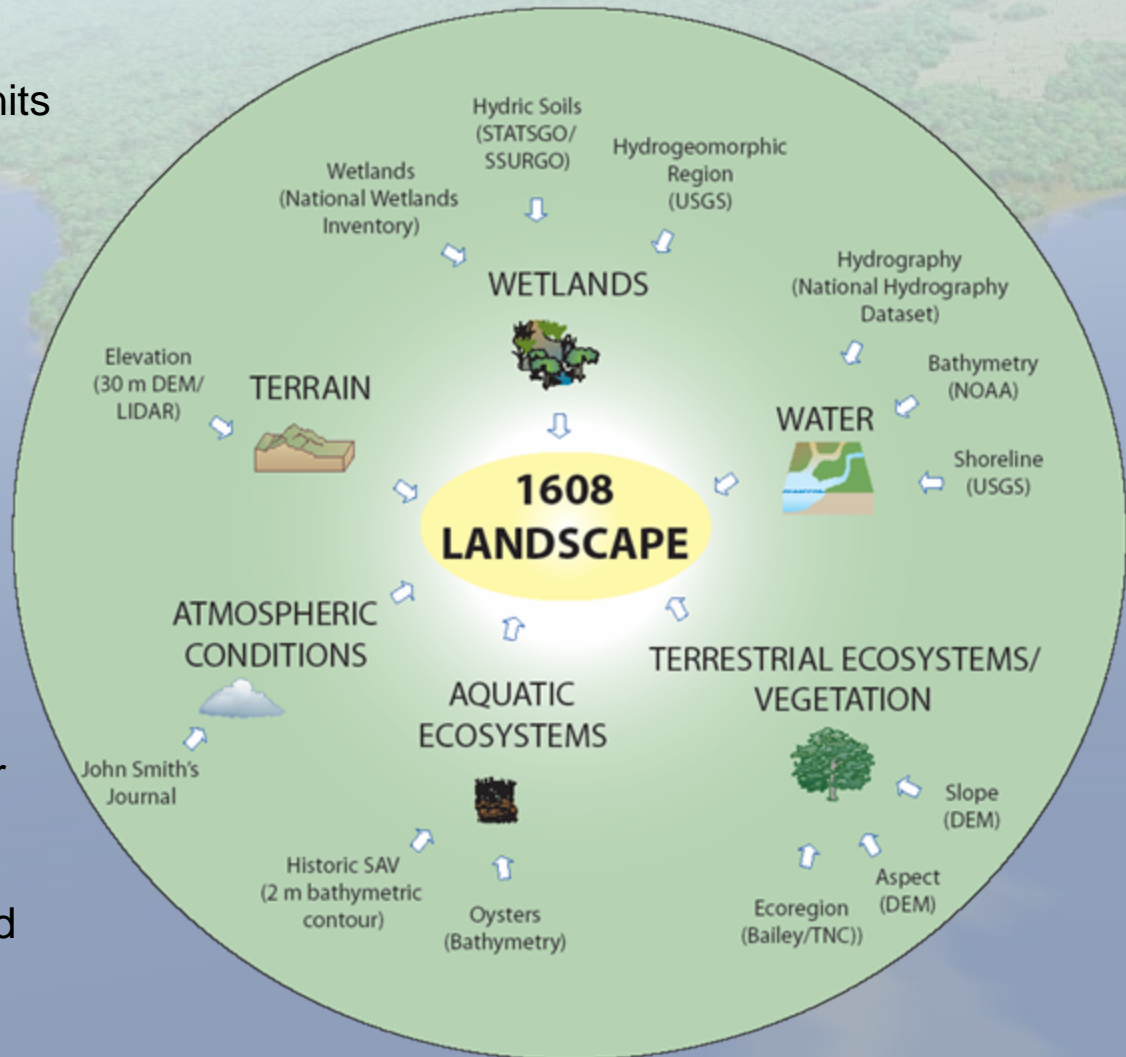 Hydric Soils
(STATSGO/
SSURGO)
Hydrogeomorphic
Region
(USGS)
Wetlands
(National Wetlands
Inventory)
WETLANDS
Hydrography
(National Hydrography
Dataset)
Bathymetry
(NOAA)
WATER
Shoreline
(USGS)
Elevation
(30 m DEM/
LIDAR)
TERRAIN
1608
LANDSCAPE
ATMOSPHERIC
CONDITIONS
John Smith's
Journal
AQUATIC
ECOSYSTEMS
Historic SAV
(2 m bathymetric
contour)
Oysters
(Bathymetry)
TERRESTRIAL ECOSYSTEMS/
VEGETATION
Slope
(DEM)
Aspect
(DEM)
Ecoregion
(Bailey/TNC))